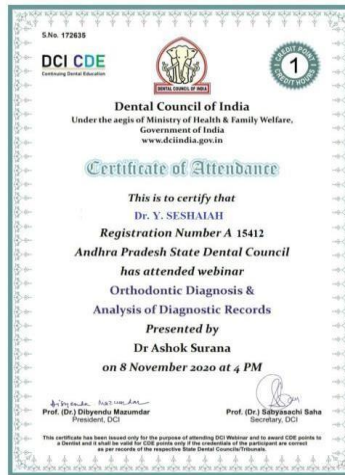 S.No. 172635
DCI CDE
Continuing Dental Education
DENTAL COUNCIL OF INDIA
CREDIT POINT
1
CREDIT HOURS
Dental Council of India
Under the aegis of Ministry of Health & Family Welfare,
Government of India
www.dciindia.gov.in
Certificate of Attendance
This is to certify that
Dr. Y. SESHAIAH
Registration Number A 15412
Andhra Pradesh State Dental Council
has attended webinar
Orthodontic Diagnosis &
Analysis of Diagnostic Records
Presented by
Dr Ashok Surana
on 8 November 2020 at 4 PM
Dibyendu Mazumdar
Prof. (Dr.) Dibyendu Mazumdar
President, DCI
Prof. (Dr.) Sabyasachi Saha
Secretary, DCI
This certificate has been issued only for the purpose of attending DCI Webinar and to award CDE points to
a Dentist and it shall be valid for CDE points only if the credentials of the participant are correct
as per records of the respective State Dental Councils/Tribunals.